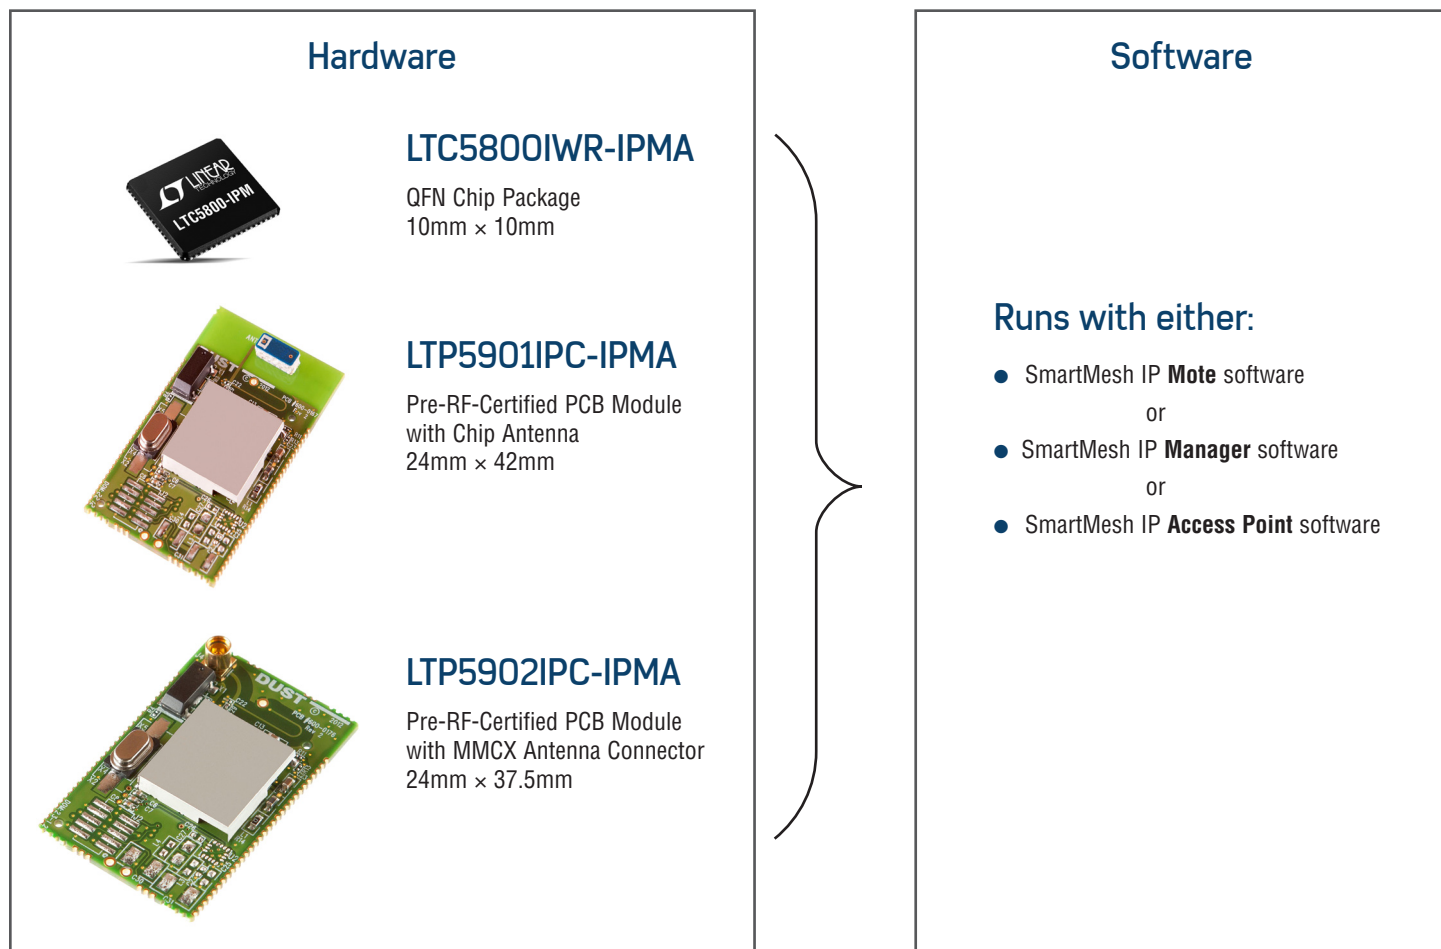 Hardware
LINEAR
TECHNOLOGY
LTC5800-IPM
LTC5800IWR-IPMA
QFN Chip Package
10mm × 10mm
LTP5901IPC-IPMA
Pre-RF-Certified PCB Module
with Chip Antenna
24mm × 42mm
DUST
© 2012
LTP5902IPC-IPMA
Pre-RF-Certified PCB Module
with MMCX Antenna Connector
24mm × 37.5mm
Software
Runs with either:
● SmartMesh IP Mote software
or
● SmartMesh IP Manager software
or
● SmartMesh IP Access Point software